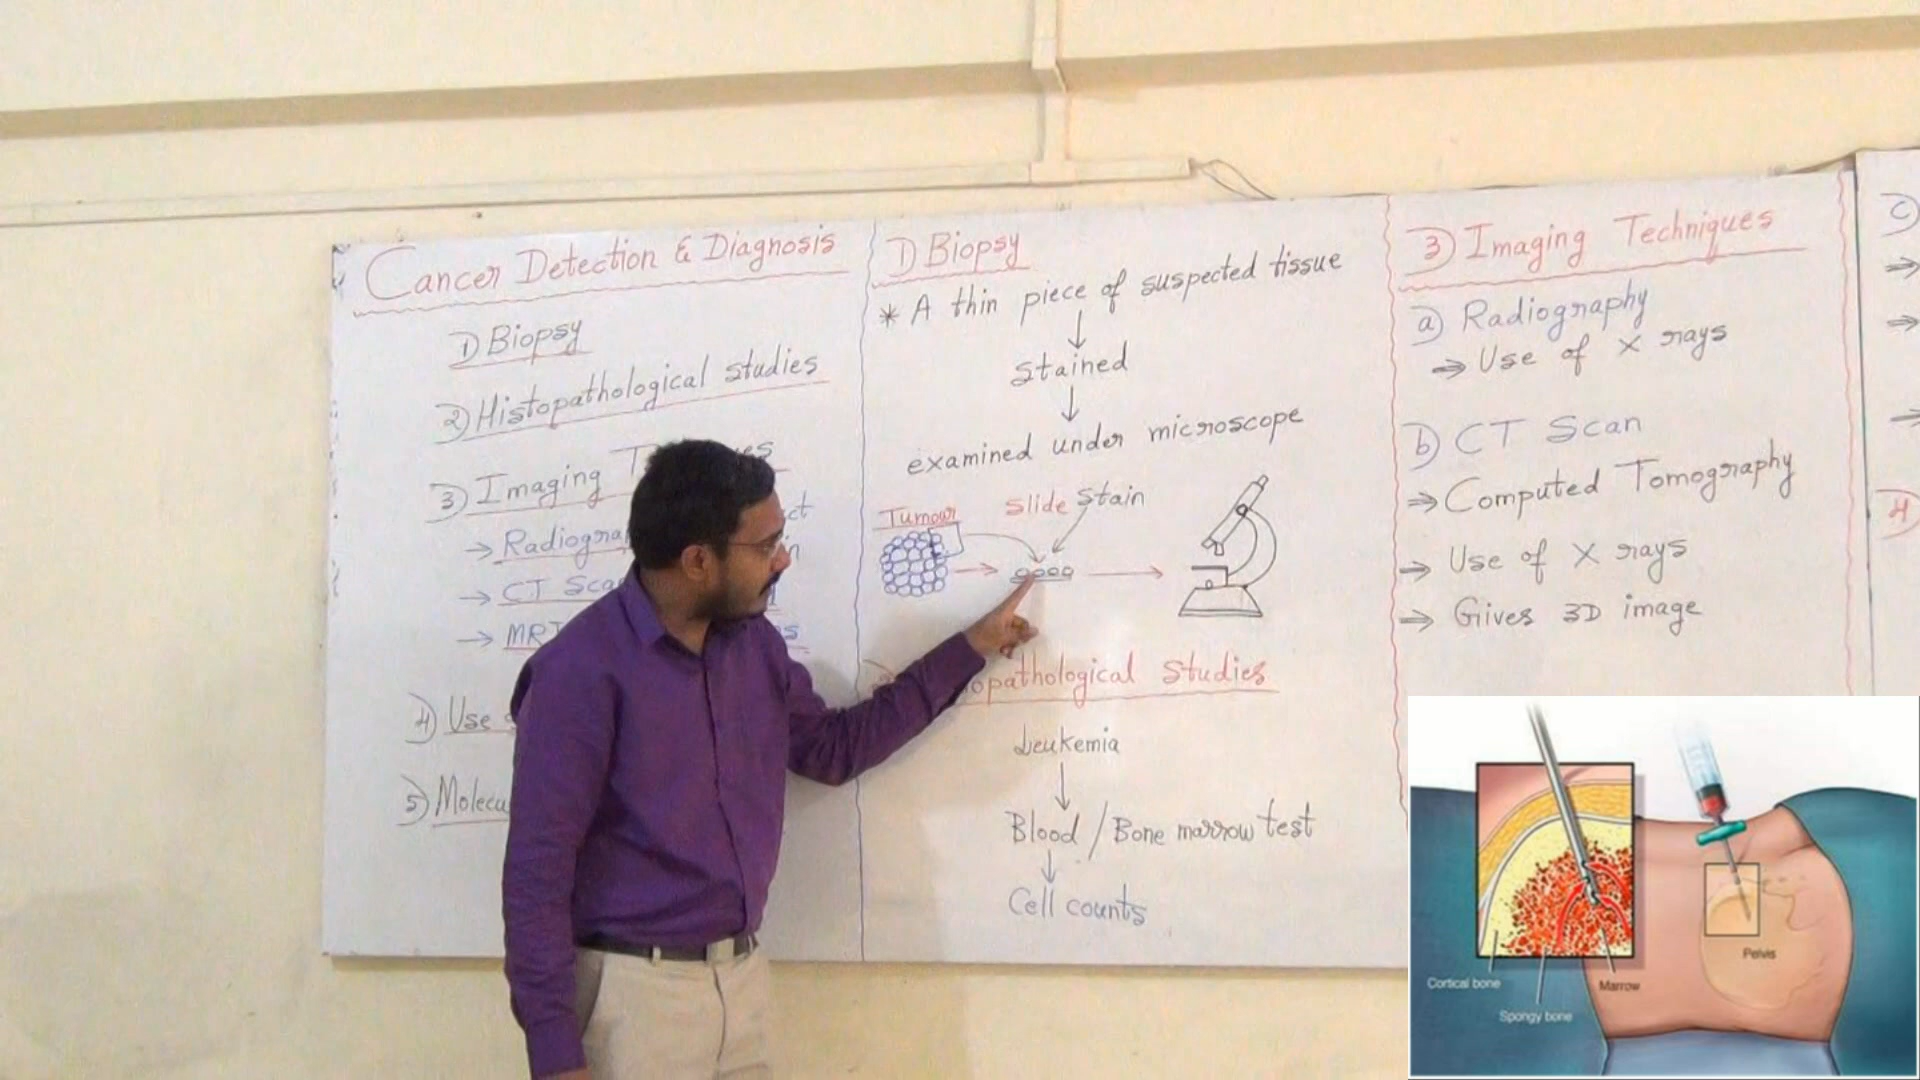 Cancer Detection & Diagnosis
1) Biopsy
2) Histopathological studies
3) Imaging
→ Radiogra
→ CT Sca
→ MRI
4) Use
5) Molecu
1) Biopsy
* A thin piece of suspected tissue
↓
stained
↓
examined under microscope
Tumour
Slide
stain
opathological studies
Leukemia
↓
Blood / Bone marrow test
↓
Cell counts
3) Imaging Techniques
a) Radiography
⇒ Use of X rays
b) CT Scan
⇒ Computed Tomography
⇒ Use of X rays
⇒ Gives 3D image
C)
4)
Cortical bone
Spongy bone
Marrow
Pelvis